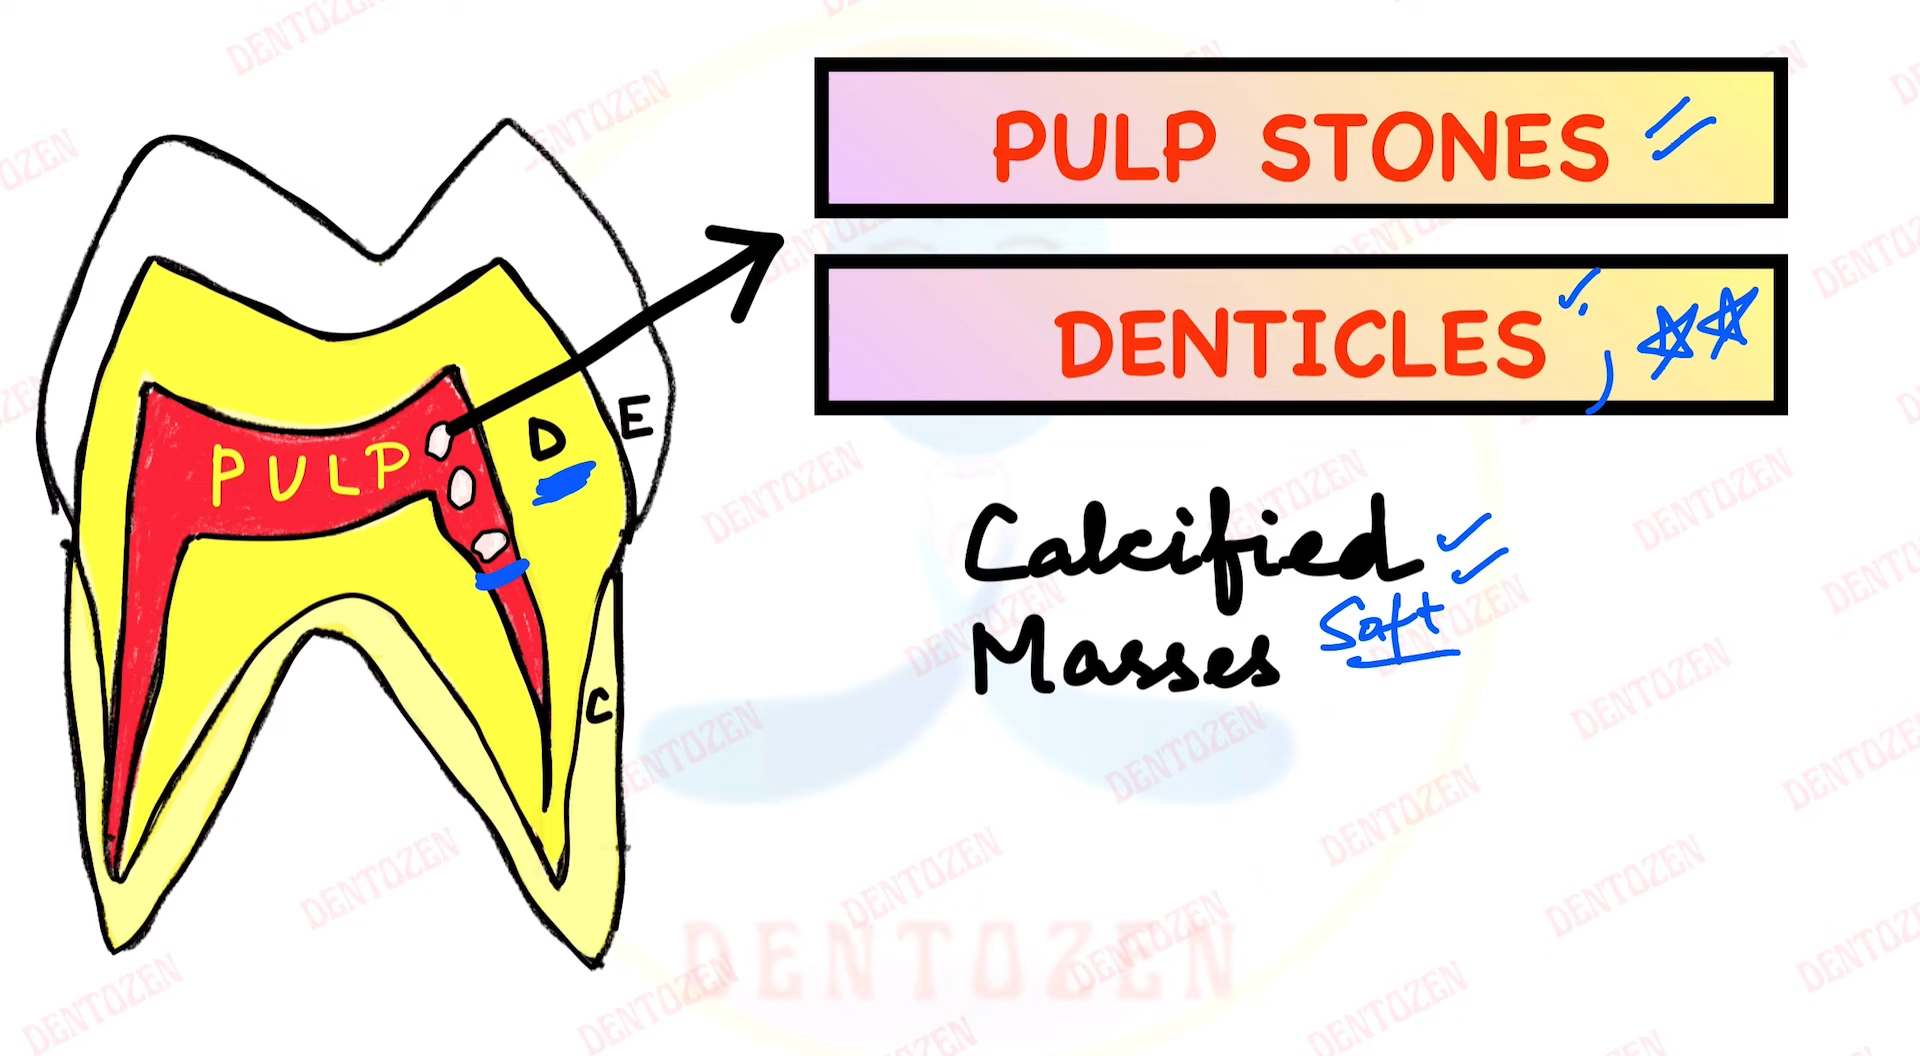 PULP STONES
DENTICLES
PULP
D
E
C
Calcified
Masses
Soft
DENTOZEN